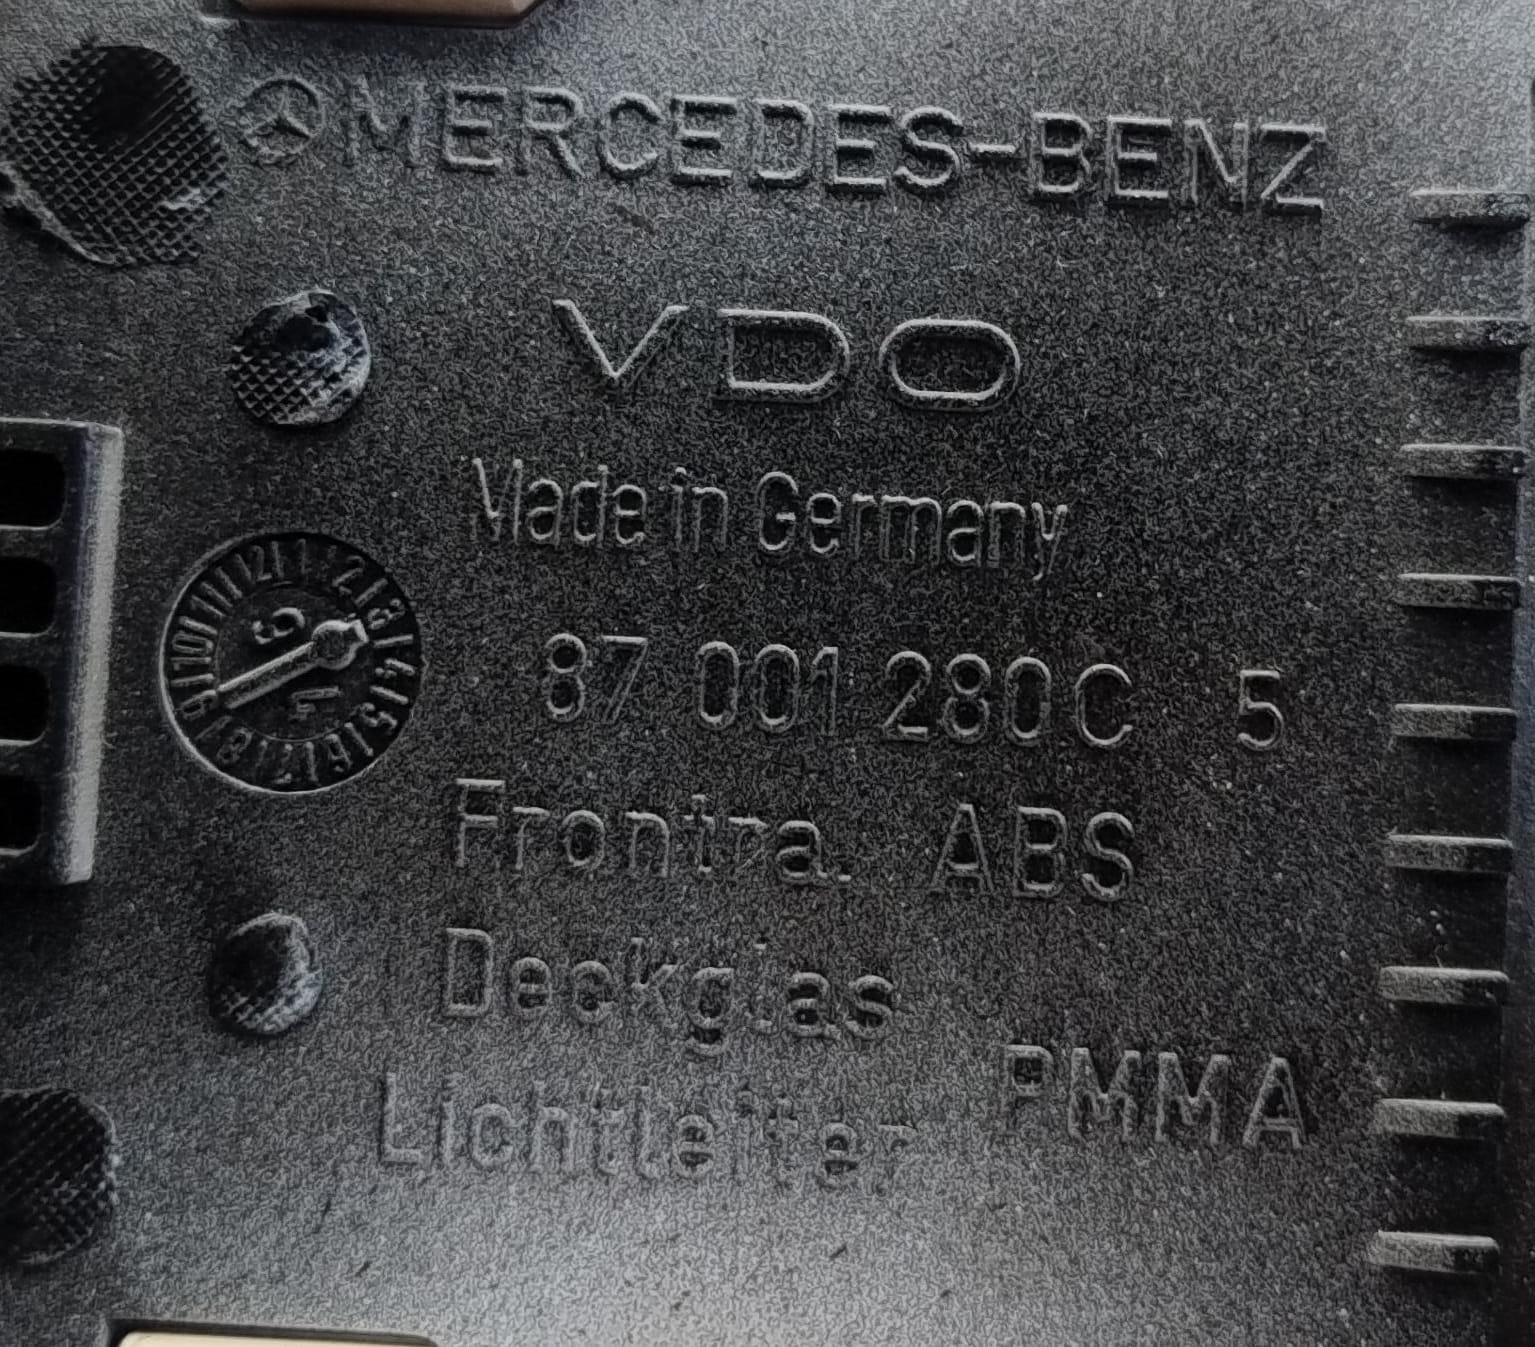 MERCEDES-BENZ
VDO
Made in Germany
87 001 280C 5
Frontra. ABS
Deckglas
PMMA
Lichtleiter